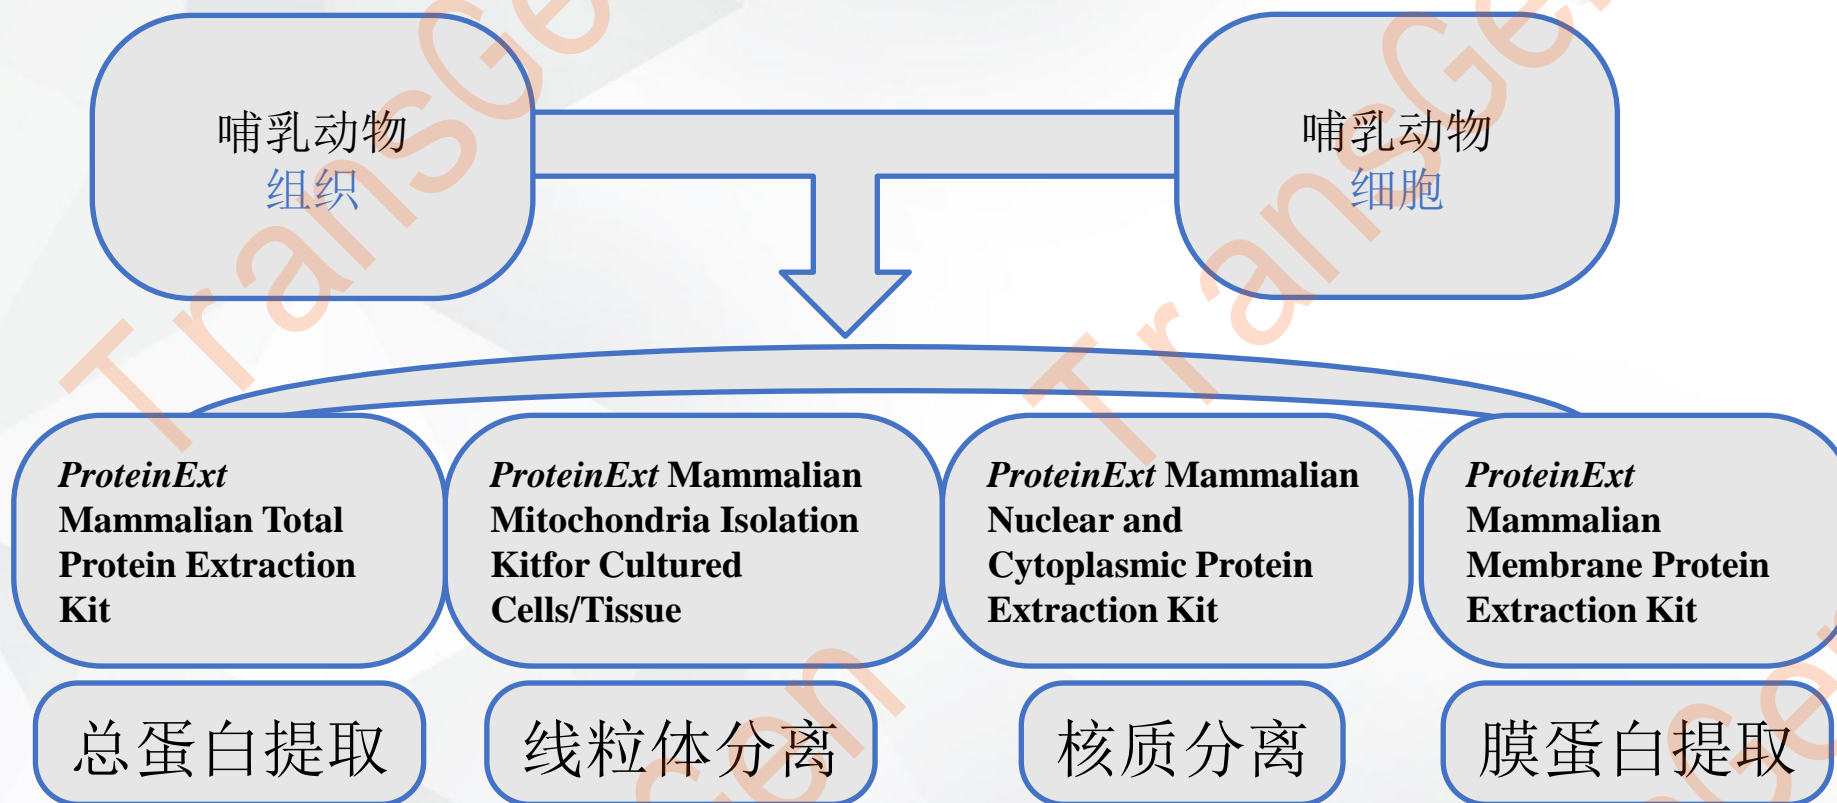 哺乳动物
组织
哺乳动物
细胞
ProteinExt
Mammalian Total
Protein Extraction
Kit
ProteinExt Mammalian
Mitochondria Isolation
Kitfor Cultured
Cells/Tissue
ProteinExt Mammalian
Nuclear and
Cytoplasmic Protein
Extraction Kit
ProteinExt
Mammalian
Membrane Protein
Extraction Kit
总蛋白提取
线粒体分离
核质分离
膜蛋白提取
TransGen
TransGen